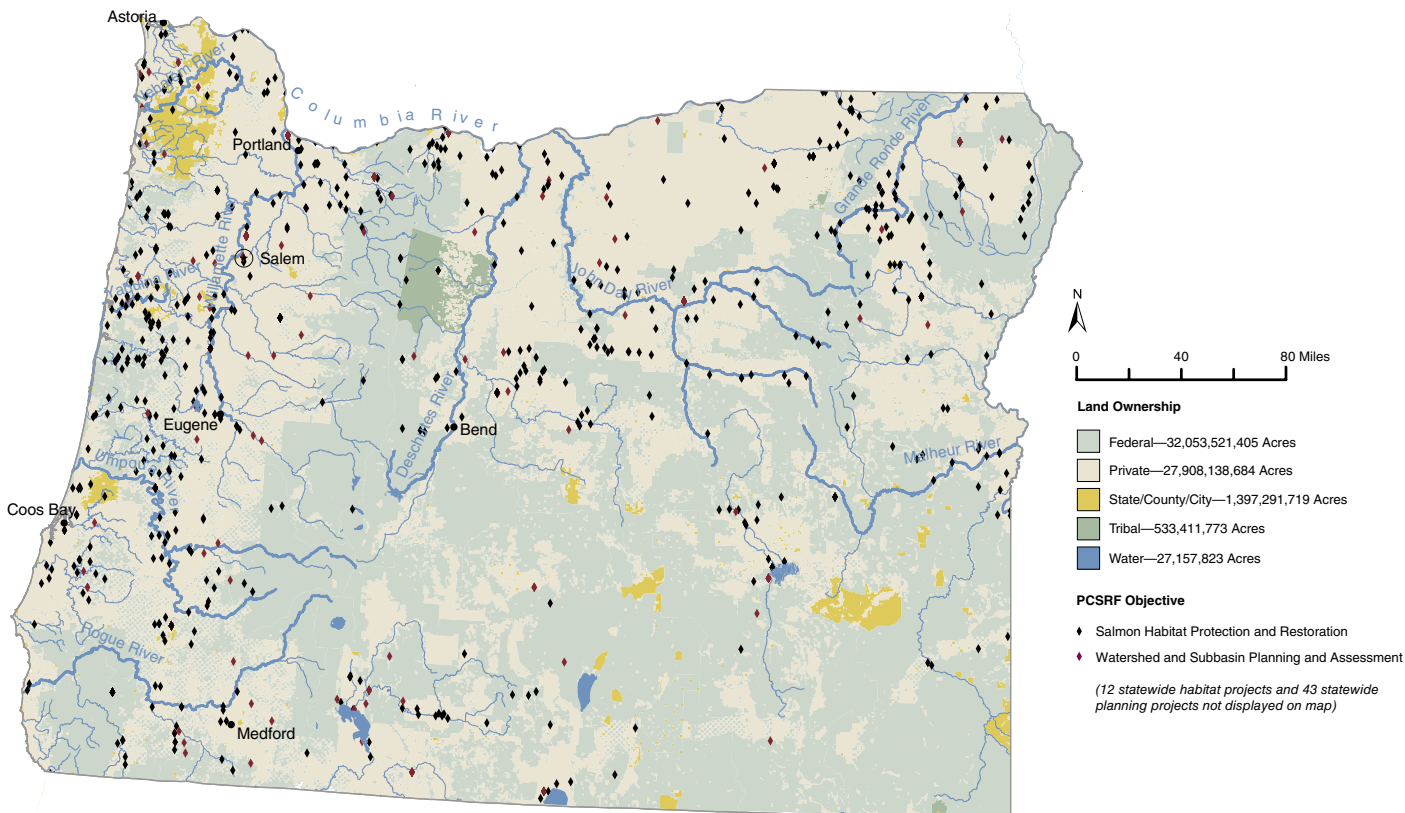 Astoria
Nehalem River
Columbia River
Portland
Grande Ronde River
Willamette River
Salem
Yaquina River
John Day River
N
0 40 80 Miles
Deschutes River
Land Ownership
Eugene
Bend
Federal—32,053,521,405 Acres
Malheur River
Umpqua River
Private—27,908,138,684 Acres
State/County/City—1,397,291,719 Acres
Coos Bay
Tribal—533,411,773 Acres
Water—27,157,823 Acres
PCSRF Objective
Salmon Habitat Protection and Restoration
Rogue River
Watershed and Subbasin Planning and Assessment
(12 statewide habitat projects and 43 statewide
planning projects not displayed on map)
Medford